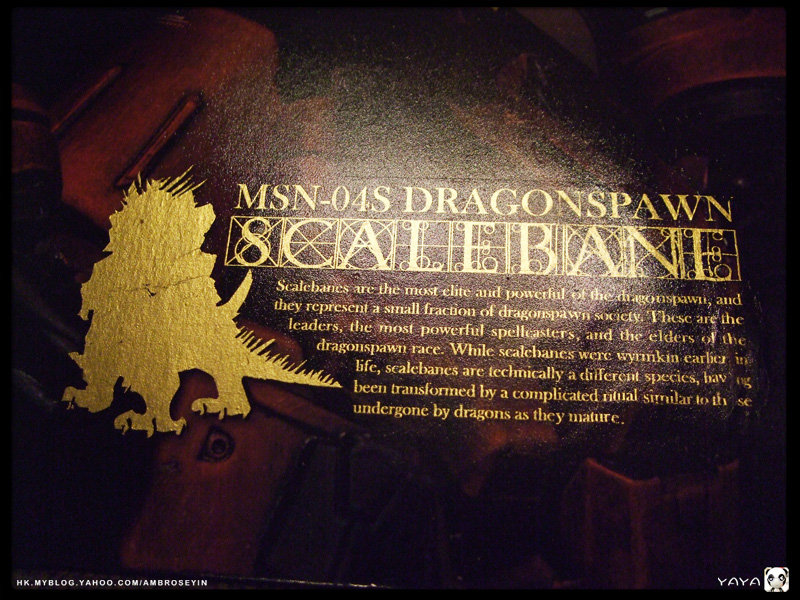 MSN-04S DRAGONSPAWN
SCALEBANE
Scalebanes are the most elite and powerful of the dragonspawn, and
they represent a small fraction of dragonspawn society. These are the
leaders, the most powerful spellcasters, and the elders of the
dragonspawn race. While scalebanes were wyrmkin earlier in
life, scalebanes are technically a different species, having
been transformed by a complicated ritual similar to those
undergone by dragons as they mature.
HK.MYBLOG.YAHOO.COM/AMBROSEYIN
YAYA